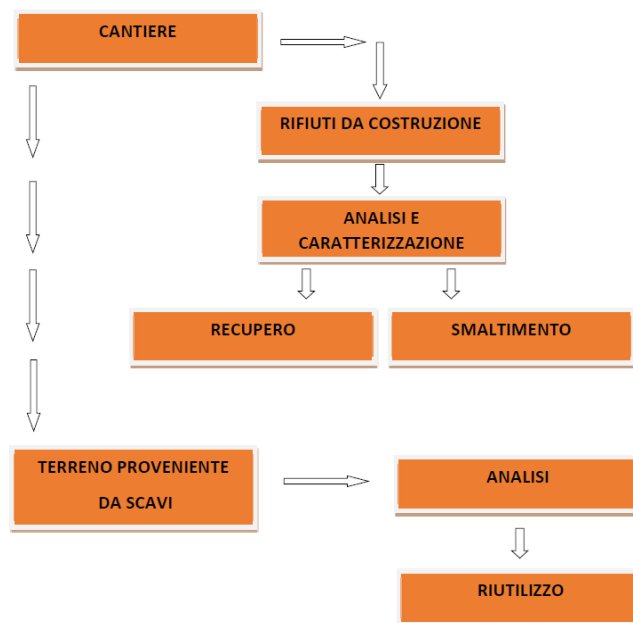 CANTIERE
RIFIUTI DA COSTRUZIONE
ANALISI E
CARATTERIZZAZIONE
RECUPERO
SMALTIMENTO
TERRENO PROVENIENTE
DA SCAVI
ANALISI
RIUTILIZZO